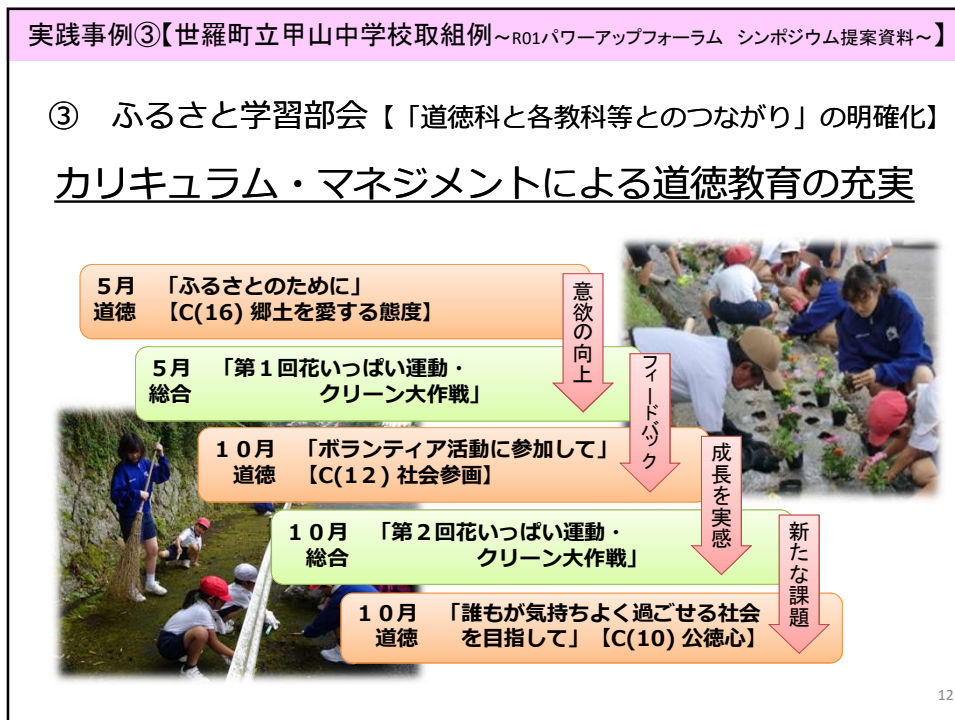 実践事例③【世羅町立甲山中学校取組例～R01パワーアップフォーラム　シンポジウム提案資料～】
③　ふるさと学習部会【「道徳科と各教科等とのつながり」の明確化】
カリキュラム・マネジメントによる道徳教育の充実
５月　「ふるさとのために」
道徳　【C(16) 郷土を愛する態度】
意欲の向上
５月　「第１回花いっぱい運動・
総合　　　　　　クリーン大作戦」
フィードバック
１０月　「ボランティア活動に参加して」
道徳　【C(1２) 社会参画】
成長を実感
１０月　「第２回花いっぱい運動・
総合　　　　　　クリーン大作戦」
新たな課題
１０月　「誰もが気持ちよく過ごせる社会
道徳　　を目指して」【C(10) 公徳心】
12